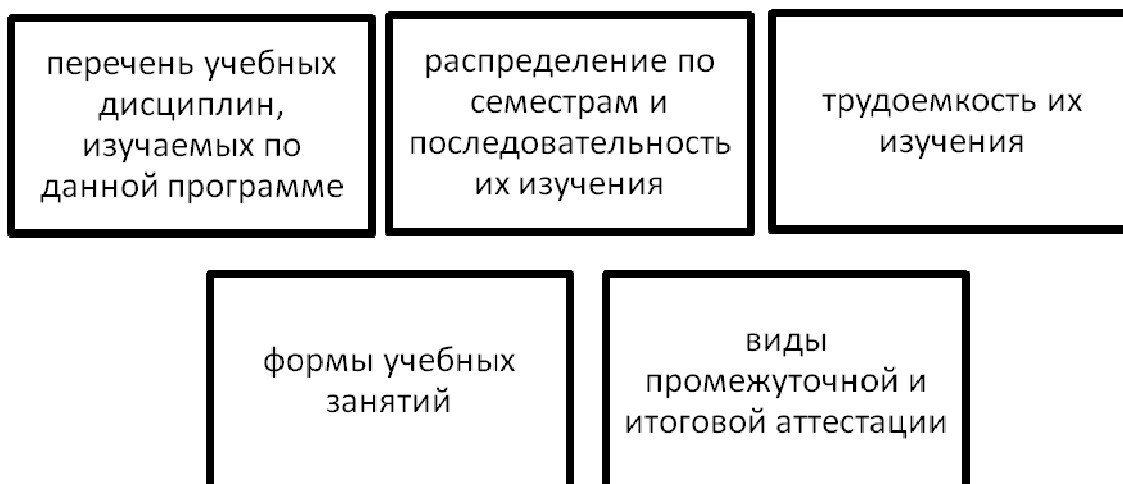 перечень учебных
дисциплин,
изучаемых по
данной программе
распределение по
семестрам и
последовательность
их изучения
трудоемкость их
изучения
формы учебных
занятий
виды
промежуточной и
итоговой аттестации